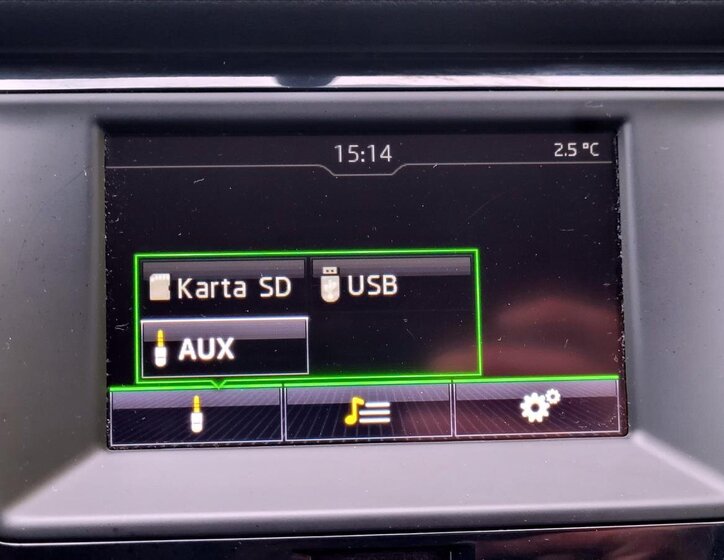 15:14
2.5 °C
Karta SD
USB
AUX